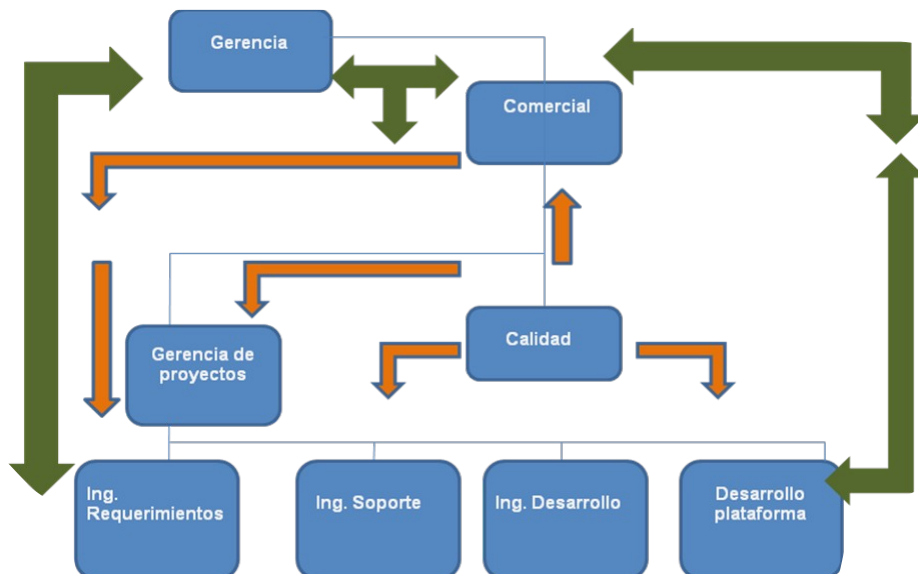 Gerencia
Comercial
Gerencia de
proyectos
Calidad
Ing.
Requerimientos
Ing. Soporte
Ing. Desarrollo
Desarrollo
plataforma